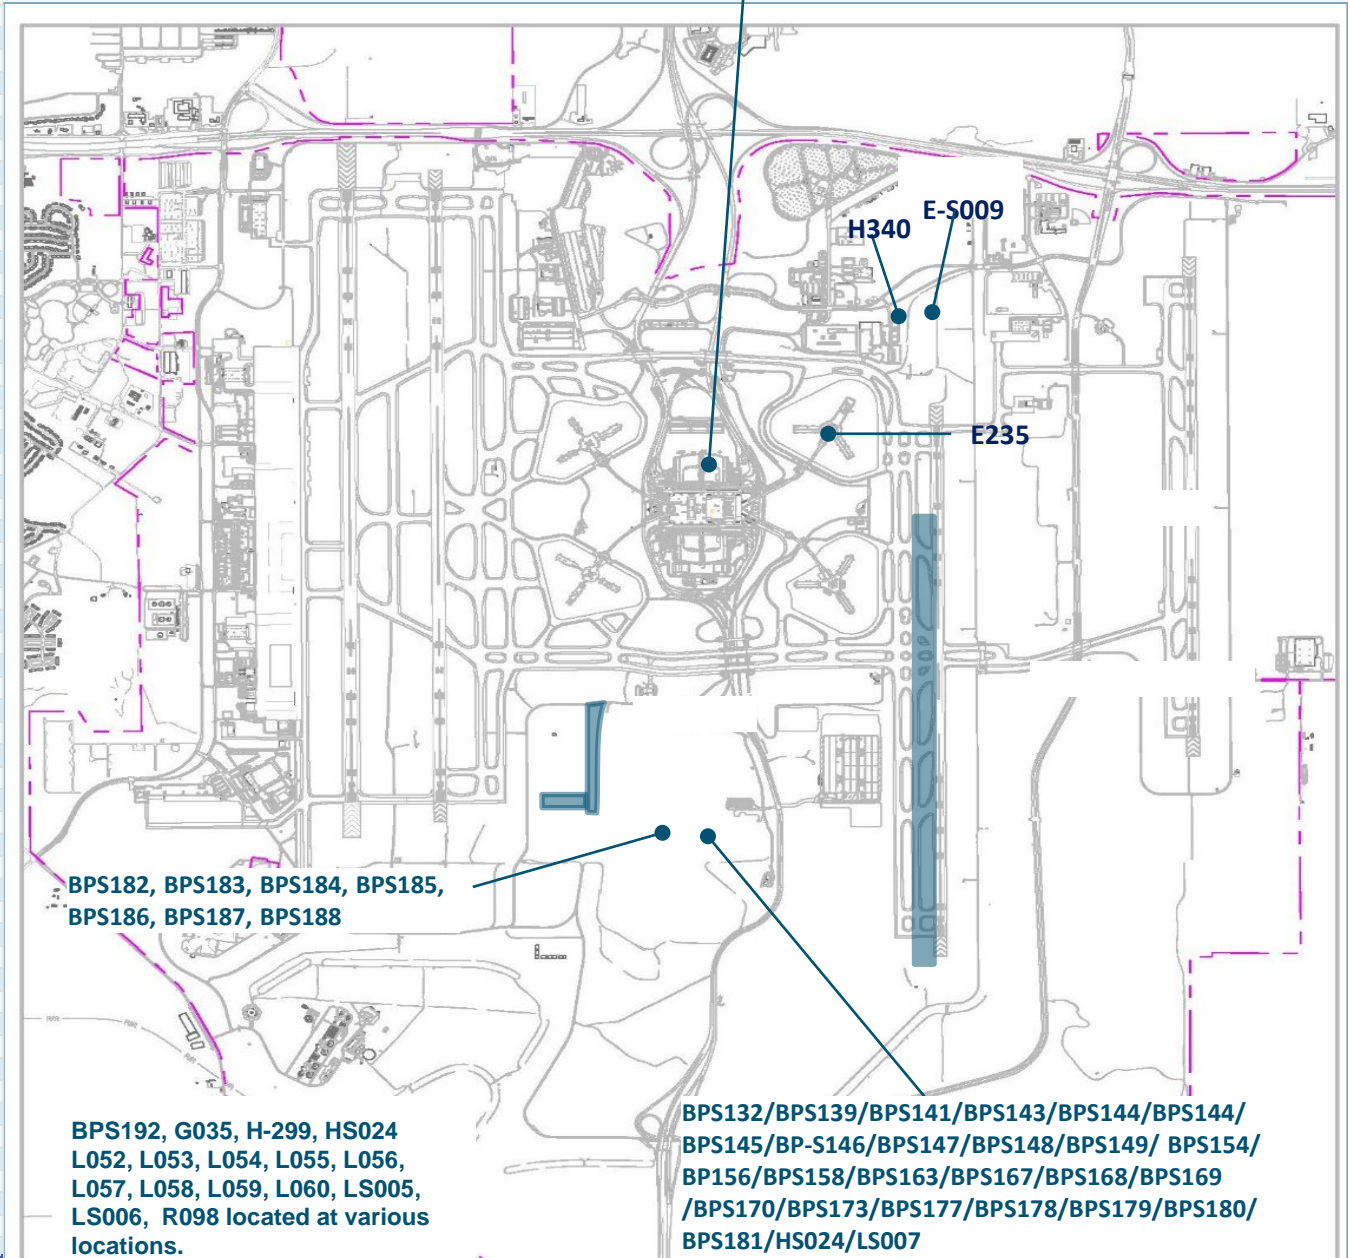 E-S009
H340
E235
BPS182, BPS183, BPS184, BPS185,
BPS186, BPS187, BPS188
BPS192, G035, H-299, HS024
L052, L053, L054, L055, L056,
L057, L058, L059, L060, LS005,
LS006, R098 located at various
locations.
BPS132/BPS139/BPS141/BPS143/BPS144/BPS144/
BPS145/BP-S146/BPS147/BPS148/BPS149/ BPS154/
BP156/BPS158/BPS163/BPS167/BPS168/BPS169
/BPS170/BPS173/BPS177/BPS178/BPS179/BPS180/
BPS181/HS024/LS007